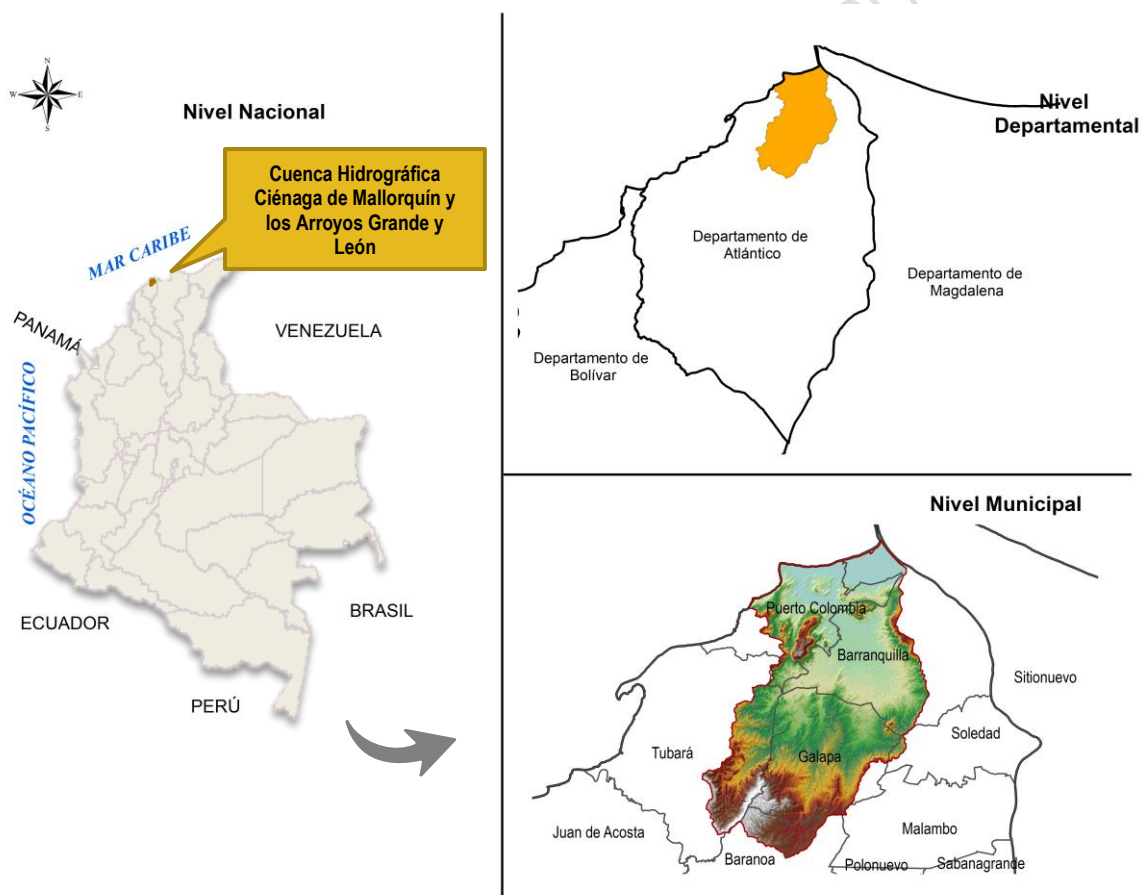 N
W
E
S
Nivel Nacional
Cuenca Hidrográfica
Ciénaga de Mallorquín y
los Arroyos Grande y
León
MAR CARIBE
PANAMÁ
VENEZUELA
OCÉANO PACÍFICO
ECUADOR
BRASIL
PERÚ
Nivel
Departamental
Departamento de
Atlántico
Departamento de
Magdalena
Departamento de
Bolívar
Nivel Municipal
Puerto Colombia
Barranquilla
Sitionuevo
Soledad
Tubará
Galapa
Juan de Acosta
Malambo
Baranoa
Polonuevo
Sabanagrande